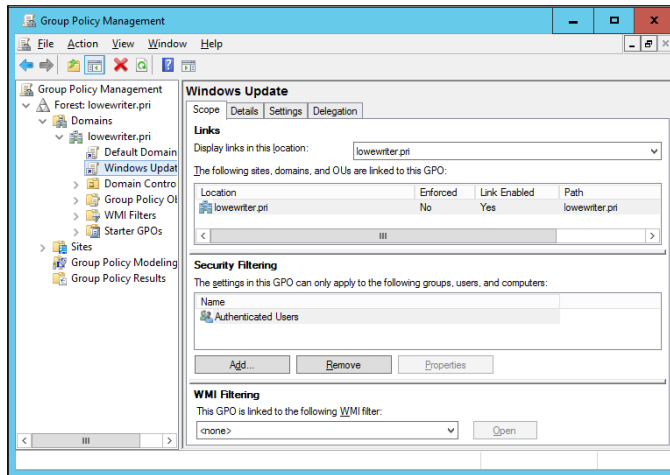 Group Policy Management
File Action View Window Help
Group Policy Management
Forest: lowewriter.pri
Domains
lowewriter.pri
Default Domain
Windows Updat
Domain Contro
Group Policy Ob
WMI Filters
Starter GPOs
Sites
Group Policy Modeling
Group Policy Results
Windows Update
Scope Details Settings Delegation
Links
Display links in this location: lowewriter.pri
The following sites, domains, and OUs are linked to this GPO:
Location Enforced Link Enabled Path
lowewriter.pri No Yes lowewriter.pri
Security Filtering
The settings in this GPO can only apply to the following groups, users, and computers:
Name
Authenticated Users
Add... Remove Properties
WMI Filtering
This GPO is linked to the following WMI filter:
<none> Open